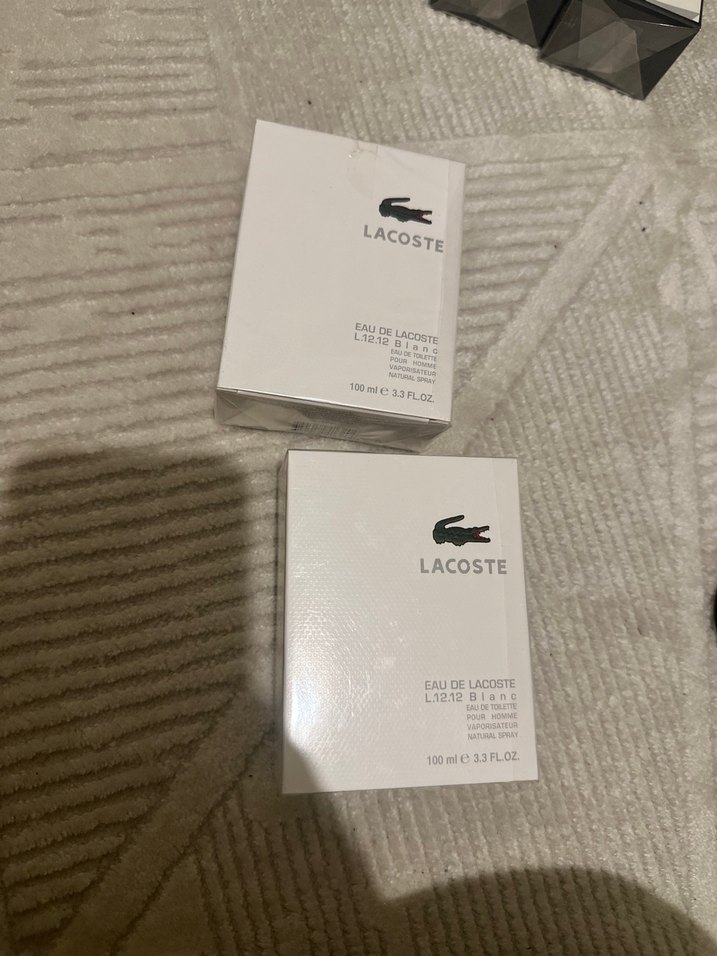 LACOSTE
EAU DE LACOSTE
L.12.12 Blanc
EAU DE TOILETTE
POUR HOMME
VAPORISATEUR
NATURAL SPRAY
100 ml ℮ 3.3 FL.OZ.
LACOSTE
EAU DE LACOSTE
L.12.12 Blanc
EAU DE TOILETTE
POUR HOMME
VAPORISATEUR
NATURAL SPRAY
100 ml ℮ 3.3 FL.OZ.